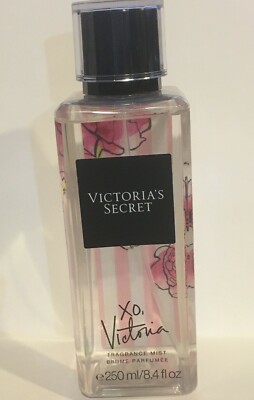 VICTORIA'S
SECRET
XO,
Victoria
FRAGRANCE MIST
BRUME PARFUMÉE
℮250 ml/8.4 fl oz